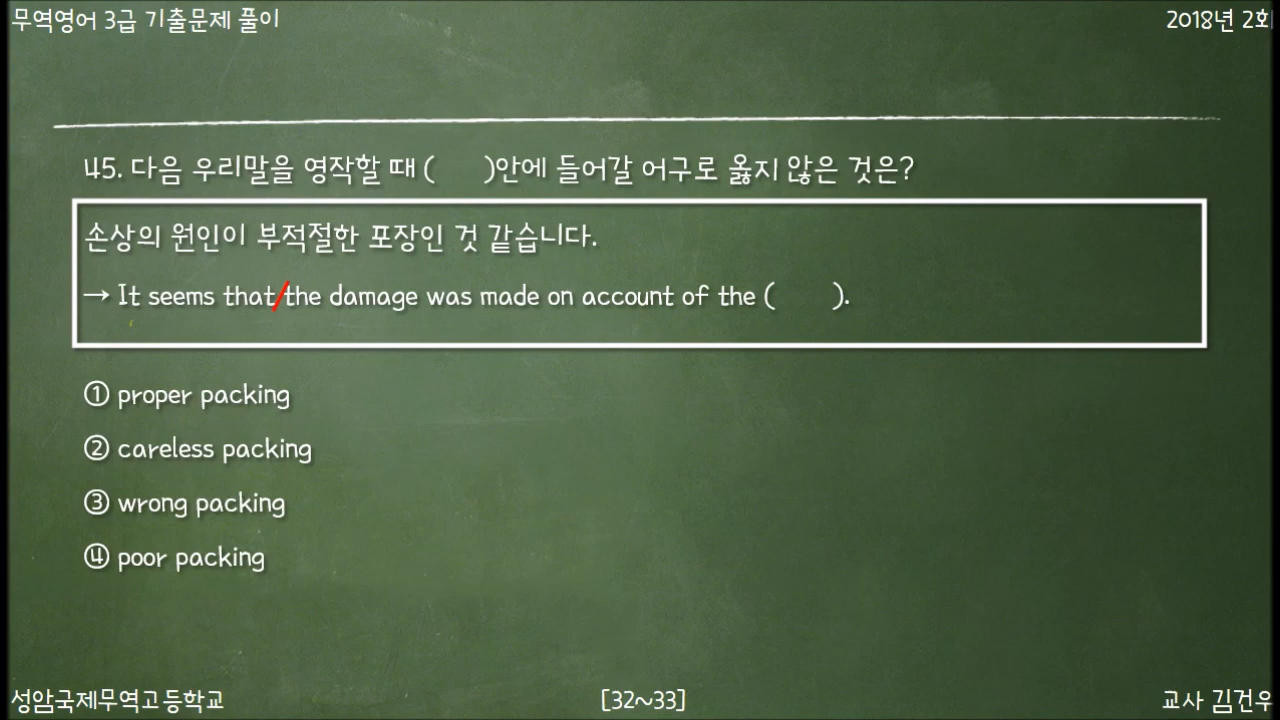 무역영어 3급 기출문제 풀이
2018년 2회
45. 다음 우리말을 영작할 때 (      )안에 들어갈 어구로 옳지 않은 것은?
손상의 원인이 부적절한 포장인 것 같습니다.
→ It seems that/the damage was made on account of the (      ).
① proper packing
② careless packing
③ wrong packing
④ poor packing
성암국제무역고등학교
[32~33]
교사 김건우